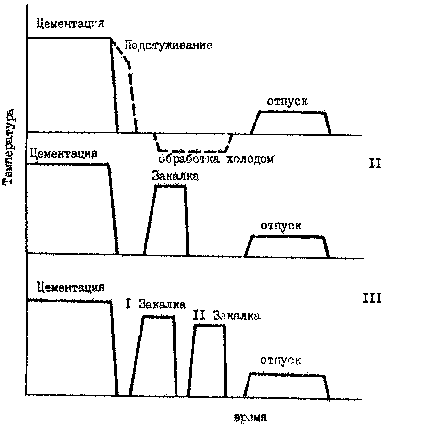 Цементация
Подстуживание
отпуск
обработка холодом
II
Цементация
Закалка
отпуск
Цементация
III
I Закалка
II Закалка
отпуск
время
Температура